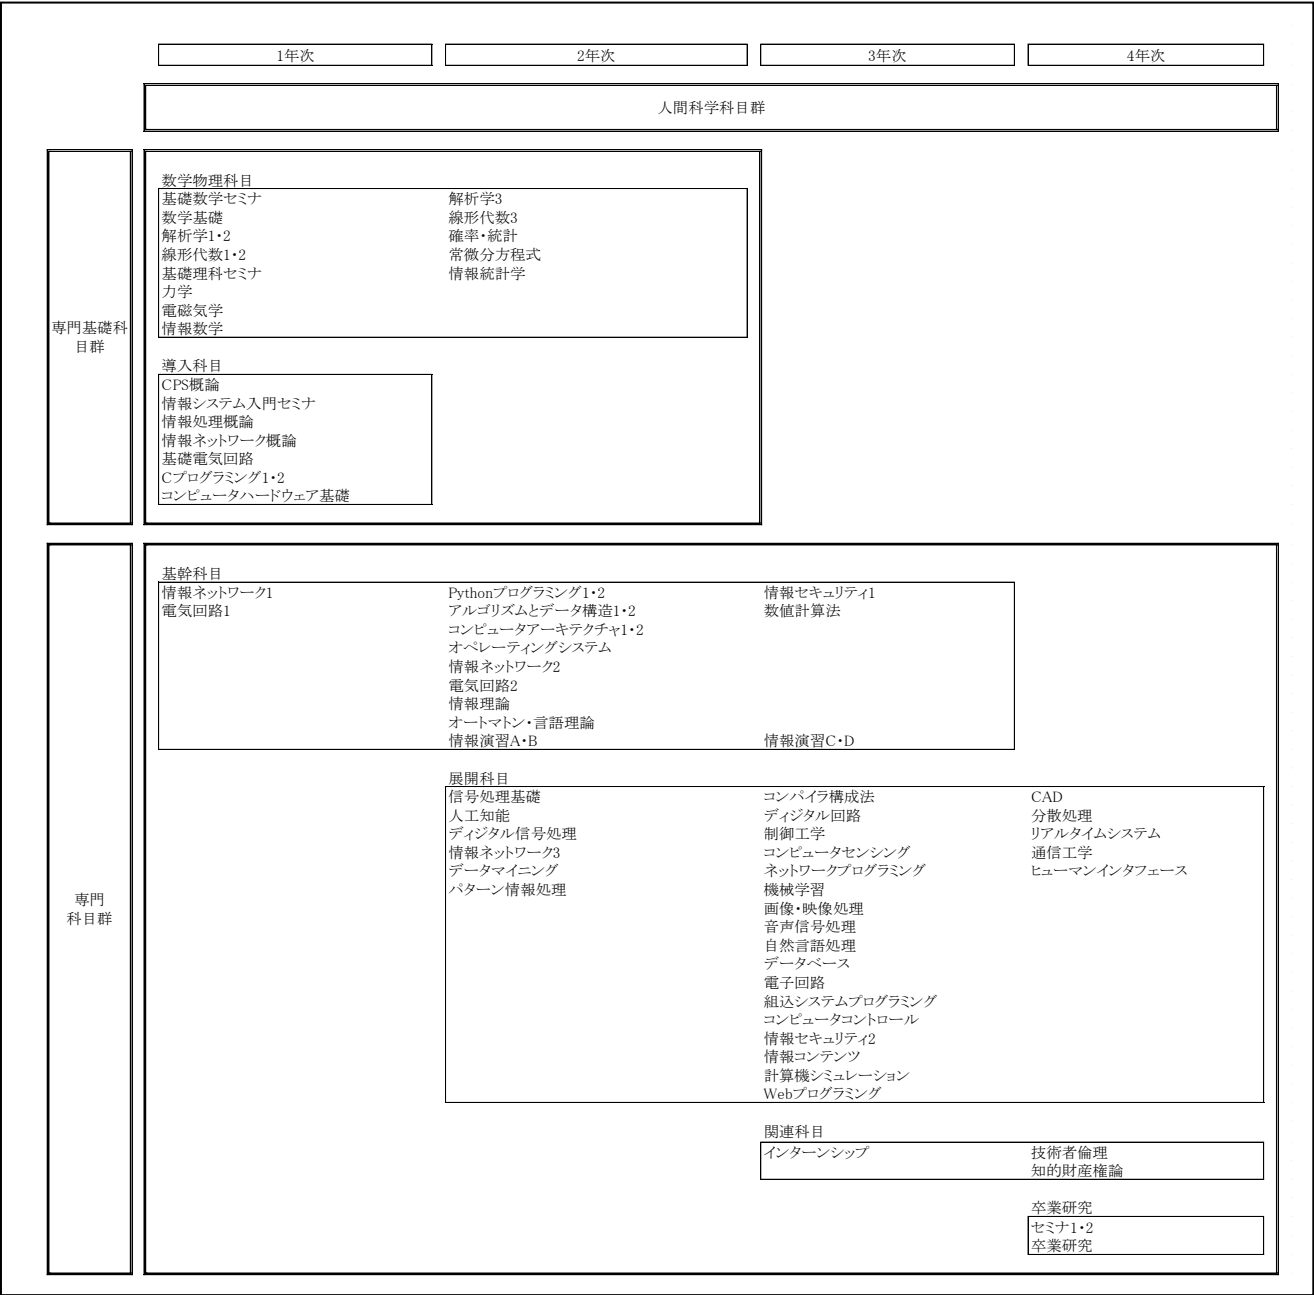 1年次
2年次
3年次
4年次
人間科学科目群
専門基礎科
目群
数学物理科目
基礎数学セミナ
数学基礎
解析学1・2
線形代数1・2
基礎理科セミナ
力学
電磁気学
情報数学
解析学3
線形代数3
確率・統計
常微分方程式
情報統計学
導入科目
CPS概論
情報システム入門セミナ
情報処理概論
情報ネットワーク概論
基礎電気回路
Cプログラミング1・2
コンピュータハードウェア基礎
専門
科目群
基幹科目
情報ネットワーク1
電気回路1
Pythonプログラミング1・2
アルゴリズムとデータ構造1・2
コンピュータアーキテクチャ1・2
オペレーティングシステム
情報ネットワーク2
電気回路2
情報理論
オートマトン・言語理論
情報演習A・B
情報セキュリティ1
数値計算法
情報演習C・D
展開科目
信号処理基礎
人工知能
ディジタル信号処理
情報ネットワーク3
データマイニング
パターン情報処理
コンパイラ構成法
ディジタル回路
制御工学
コンピュータセンシング
ネットワークプログラミング
機械学習
画像・映像処理
音声信号処理
自然言語処理
データベース
電子回路
組込システムプログラミング
コンピュータコントロール
情報セキュリティ2
情報コンテンツ
計算機シミュレーション
Webプログラミング
CAD
分散処理
リアルタイムシステム
通信工学
ヒューマンインタフェース
関連科目
インターンシップ
技術者倫理
知的財産権論
卒業研究
セミナ1・2
卒業研究